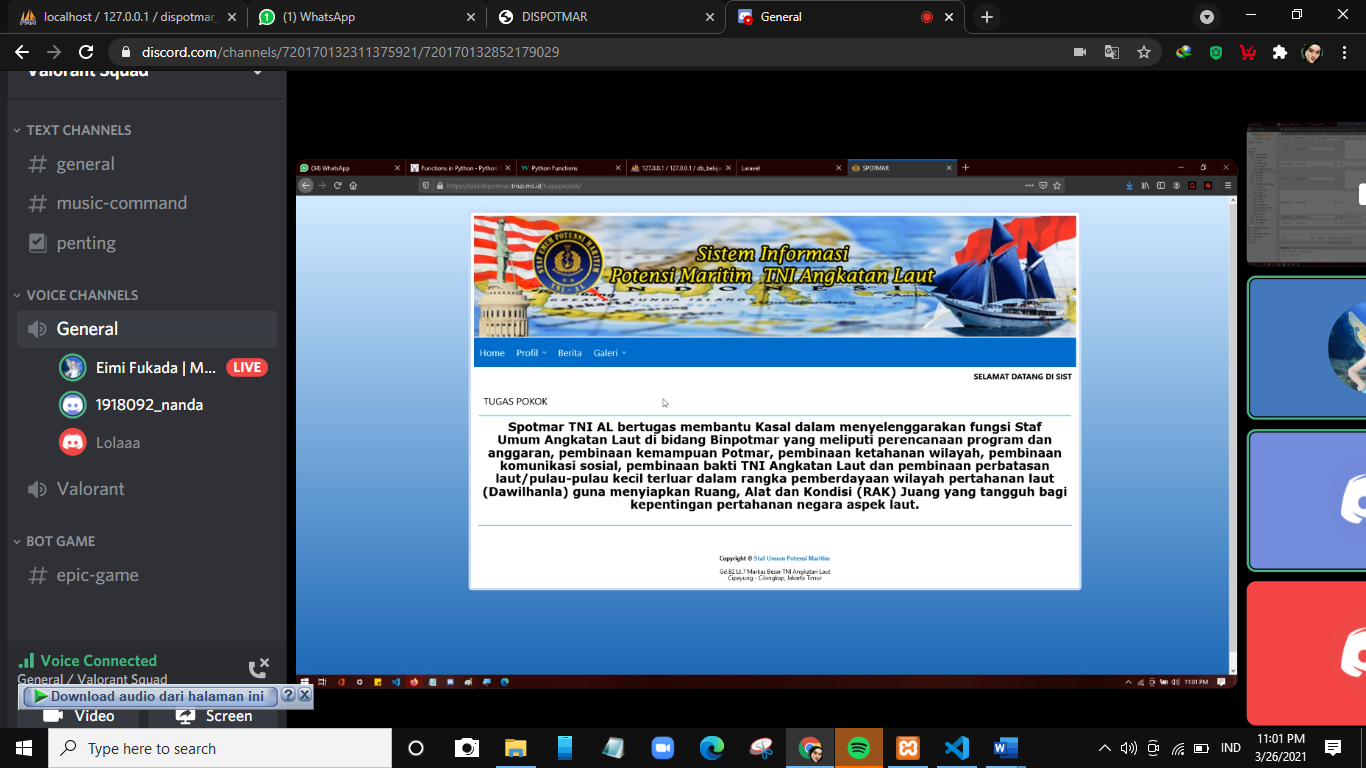 localhost / 127.0.0.1 / dispotmar_
(1) WhatsApp
DISPOTMAR
General
discord.com/channels/720170132311375921/720170132852179029
Valorant Squad
TEXT CHANNELS
general
music-command
penting
VOICE CHANNELS
General
Eimi Fukada | M... LIVE
1918092_nanda
Lolaaa
Valorant
BOT GAME
epic-game
Voice Connected
General / Valorant Squad
Download audio dari halaman ini ? X
Video
Screen
(34) WhatsApp
Functions in Python - Python
Python Functions
127.0.0.1 / 127.0.0.1 / db_belaj
Laravel
SPOTMAR
STAF UMUM POTENSI MARITIM
TNI - AL
Sistem Informasi
Potensi Maritim TNI Angkatan Laut
Home Profil Berita Galeri
SELAMAT DATANG DI SIST
TUGAS POKOK
Spotmar TNI AL bertugas membantu Kasal dalam menyelenggarakan fungsi Staf
Umum Angkatan Laut di bidang Binpotmar yang meliputi perencanaan program dan
anggaran, pembinaan kemampuan Potmar, pembinaan ketahanan wilayah, pembinaan
komunikasi sosial, pembinaan bakti TNI Angkatan Laut dan pembinaan perbatasan
laut/pulau-pulau kecil terluar dalam rangka pemberdayaan wilayah pertahanan laut
(Dawilhanla) guna menyiapkan Ruang, Alat dan Kondisi (RAK) Juang yang tangguh bagi
kepentingan pertahanan negara aspek laut.
Copyright © Staf Umum Potensi Maritim
Gd.B2 Lt.7 Markas Besar TNI Angkatan Laut
Cipayung - Cilangkap, Jakarta Timur
11:01 PM
Type here to search
IND
11:01 PM
3/26/2021